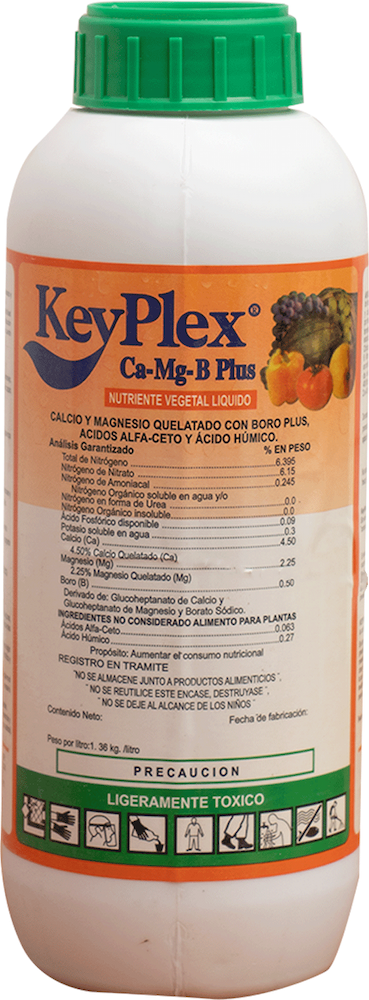 KeyPlex®
Ca-Mg-B Plus
NUTRIENTE VEGETAL LIQUIDO
CALCIO Y MAGNESIO QUELATADO CON BORO PLUS,
ACIDOS ALFA-CETO Y ÁCIDO HÚMICO.
Análisis Garantizado % EN PESO
Total de Nitrógeno 6.395
Nitrógeno de Nitrato 6.15
Nitrógeno de Amoniacal 0.245
Nitrógeno Orgánico soluble en agua y/o
Nitrógeno en forma de Urea 0.0
Nitrógeno Orgánico insoluble 0.0
Ácido Fosfórico disponible 0.09
Potasio soluble en agua 0.3
Calcio (Ca) 4.50
4.50% Calcio Quelatado (Ca)
Magnesio (Mg) 2.25
2.25% Magnesio Quelatado (Mg)
Boro (B) 0.50
Derivado de: Glucoheptanato de Calcio y
Glucoheptanato de Magnesio y Borato Sódico.
INGREDIENTES NO CONSIDERADO ALIMENTO PARA PLANTAS
Ácidos Alfa-Ceto 0.063
Ácido Húmico 0.27
Propósito: Aumentar el consumo nutricional
REGISTRO EN TRAMITE
"NO SE ALMACENE JUNTO A PRODUCTOS ALIMENTICIOS".
"NO SE REUTILICE ESTE ENCASE, DESTRUYASE"
"NO SE DEJE AL ALCANCE DE LOS NIÑOS"
Contenido Neto: Fecha de fabricación:
Peso por litro:1. 36 kg. /litro
PRECAUCION
LIGERAMENTE TOXICO